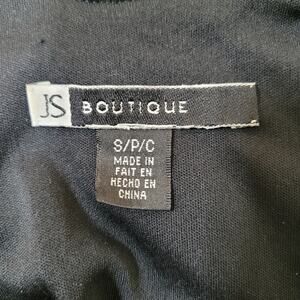 JS BOUTIQUE
S/P/C
MADE IN
FAIT EN
HECHO EN
CHINA